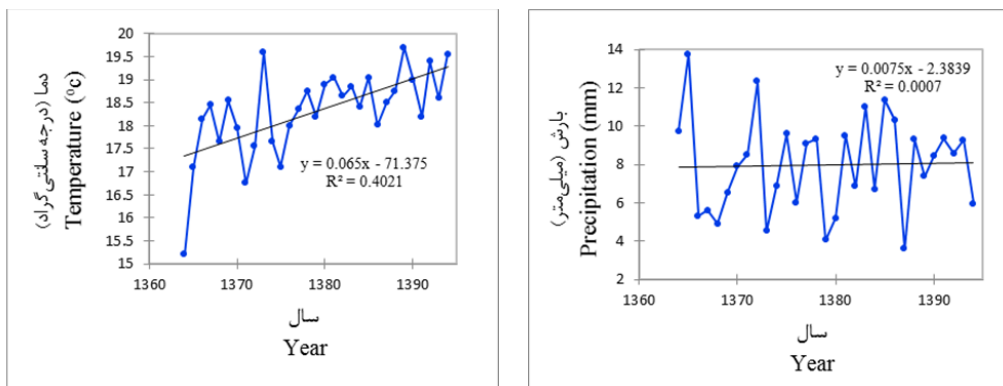 دما (درجه سلنتی‌گراد)
Temperature (°c)
20
19.5
19
18.5
18
17.5
17
16.5
16
15.5
15
y = 0.065x - 71.375
R² = 0.4021
1360
1370
1380
1390
سال
Year
بارش (میلی‌متر)
Precipitation (mm)
14
12
10
8
6
4
2
y = 0.0075x - 2.3839
R² = 0.0007
1360
1370
1380
1390
سال
Year